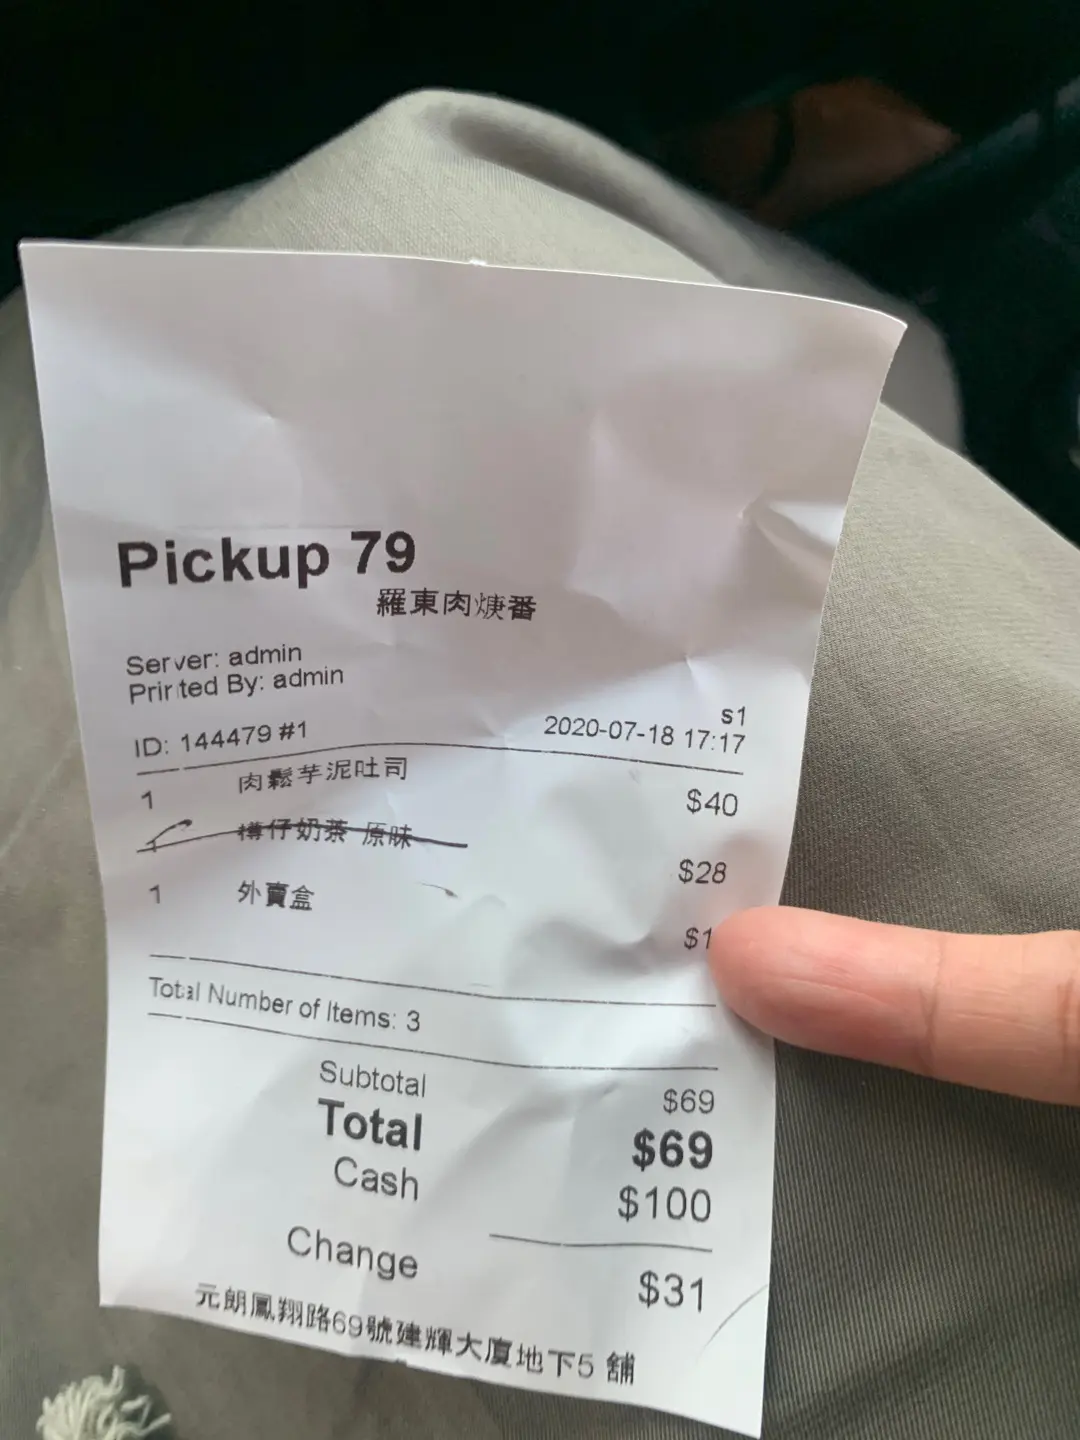 Pickup 79
羅東肉焿番
Server: admin
Printed By: admin
s1
ID: 144479 #1 2020-07-18 17:17
1 肉鬆芋泥吐司 $40
1 樽仔奶茶 原味 $28
1 外賣盒 $1
Total Number of Items: 3
Subtotal $69
Total $69
Cash $100
Change $31
元朗鳳翔路69號建輝大廈地下5 舖